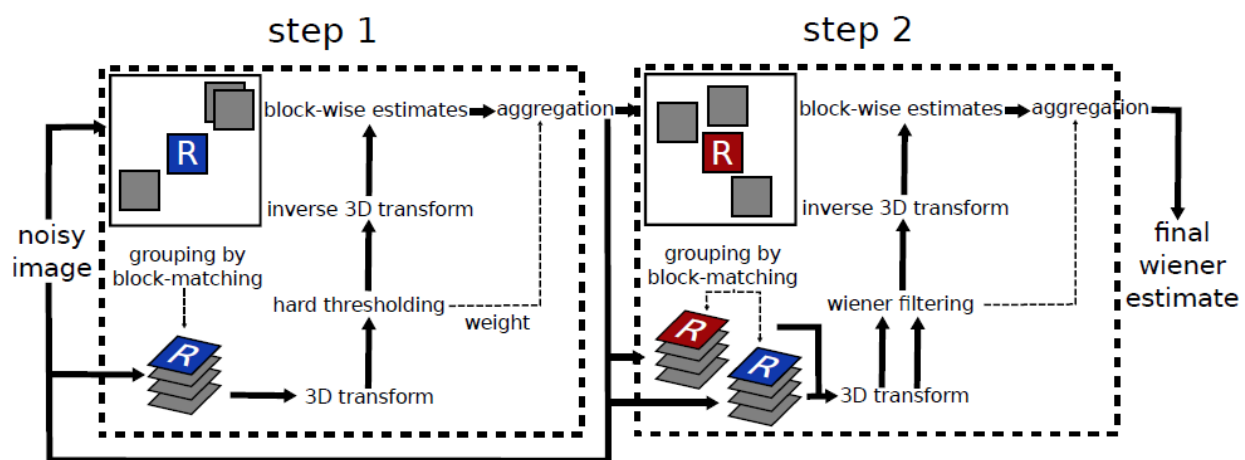 step 1
step 2
block-wise estimates
aggregation
R
inverse 3D transform
noisy
image
grouping by
block-matching
hard thresholding
weight
R
3D transform
block-wise estimates
aggregation
R
inverse 3D transform
grouping by
block-matching
wiener filtering
R
R
3D transform
final
wiener
estimate